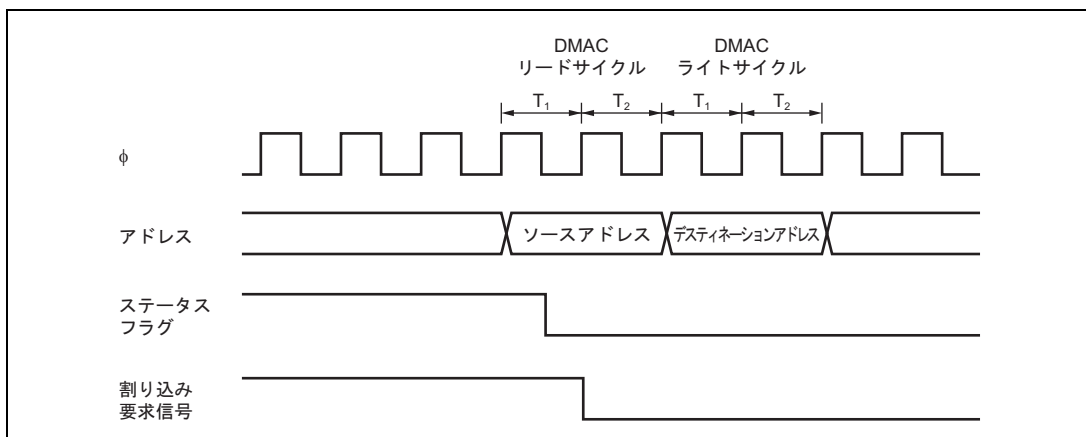 DMAC
リードサイクル
DMAC
ライトサイクル
T₁ T₂ T₁ T₂
φ
アドレス
ソースアドレス
デスティネーションアドレス
ステータス
フラグ
割り込み
要求信号